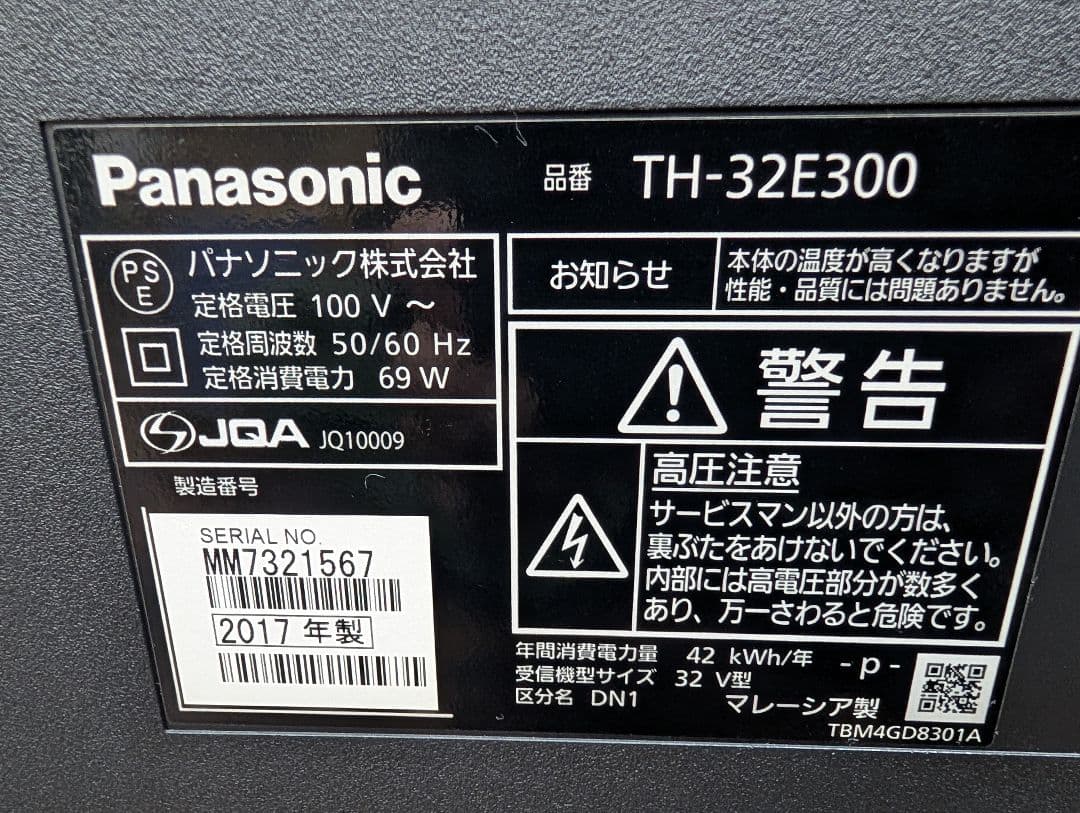 Panasonic
品番 TH-32E300
PS
E
パナソニック株式会社
定格電圧 100 V ～
定格周波数 50/60 Hz
定格消費電力 69 W
JQA JQ10009
製造番号
SERIAL NO.
MM7321567
2017 年製
お知らせ
本体の温度が高くなりますが
性能・品質には問題ありません。
警告
高圧注意
サービスマン以外の方は、
裏ぶたをあけないでください。
内部には高電圧部分が数多く
あり、万一さわると危険です。
年間消費電力量 42 kWh/年
受信機型サイズ 32 V型
区分名 DN1
- p -
マレーシア製
TBM4GD8301A